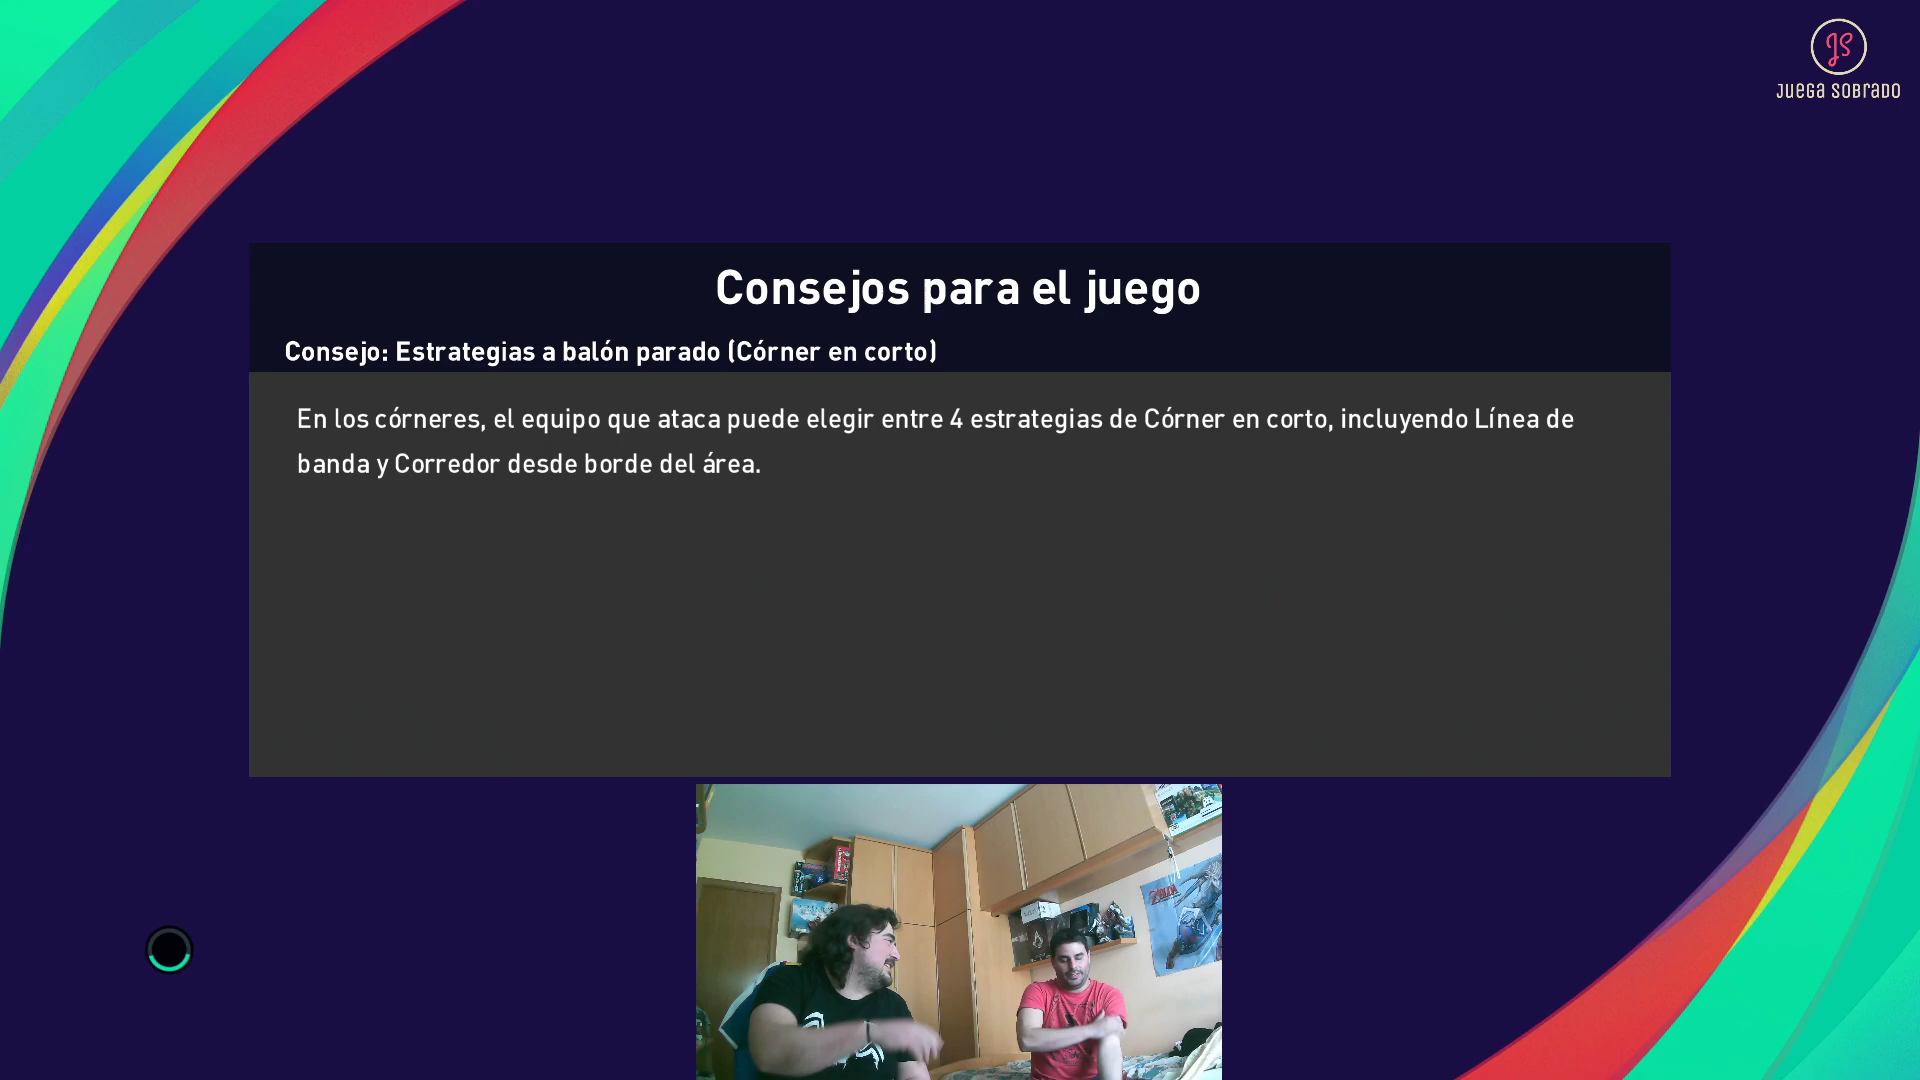 JS
JUEGA SOBRADO
Consejos para el juego
Consejo: Estrategias a balón parado (Córner en corto)
En los córneres, el equipo que ataca puede elegir entre 4 estrategias de Córner en corto, incluyendo Línea de
banda y Corredor desde borde del área.
ZELDA